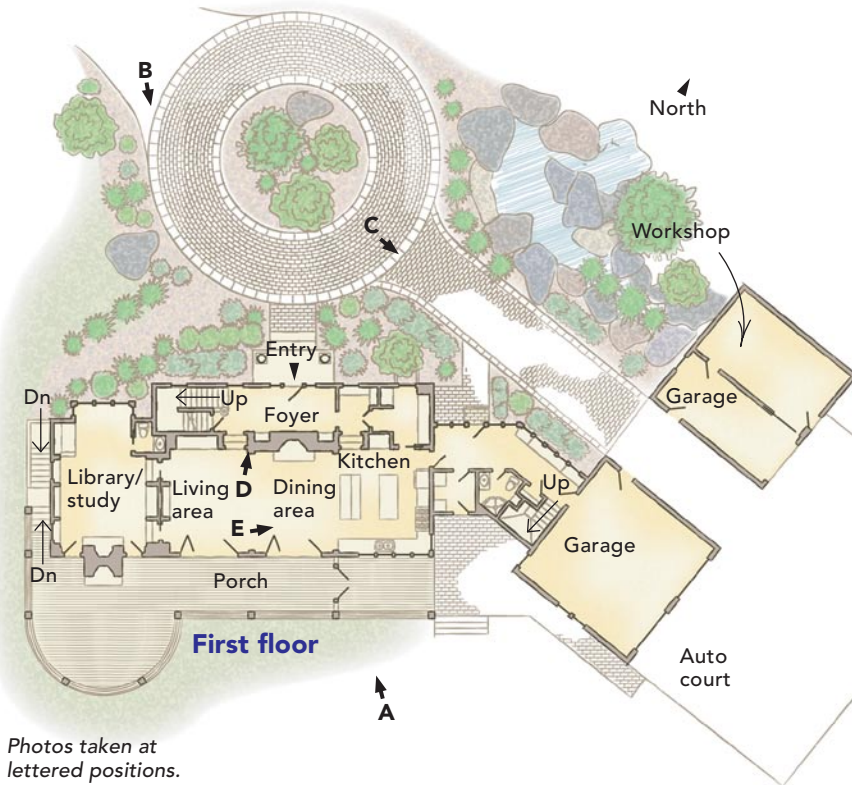 B
North
C
Workshop
Entry
Dn
Up
Foyer
Garage
Kitchen
Library/
study
Living
area
D
Dining
area
Up
E
Garage
Dn
Porch
First floor
Auto
court
A
Photos taken at
lettered positions.